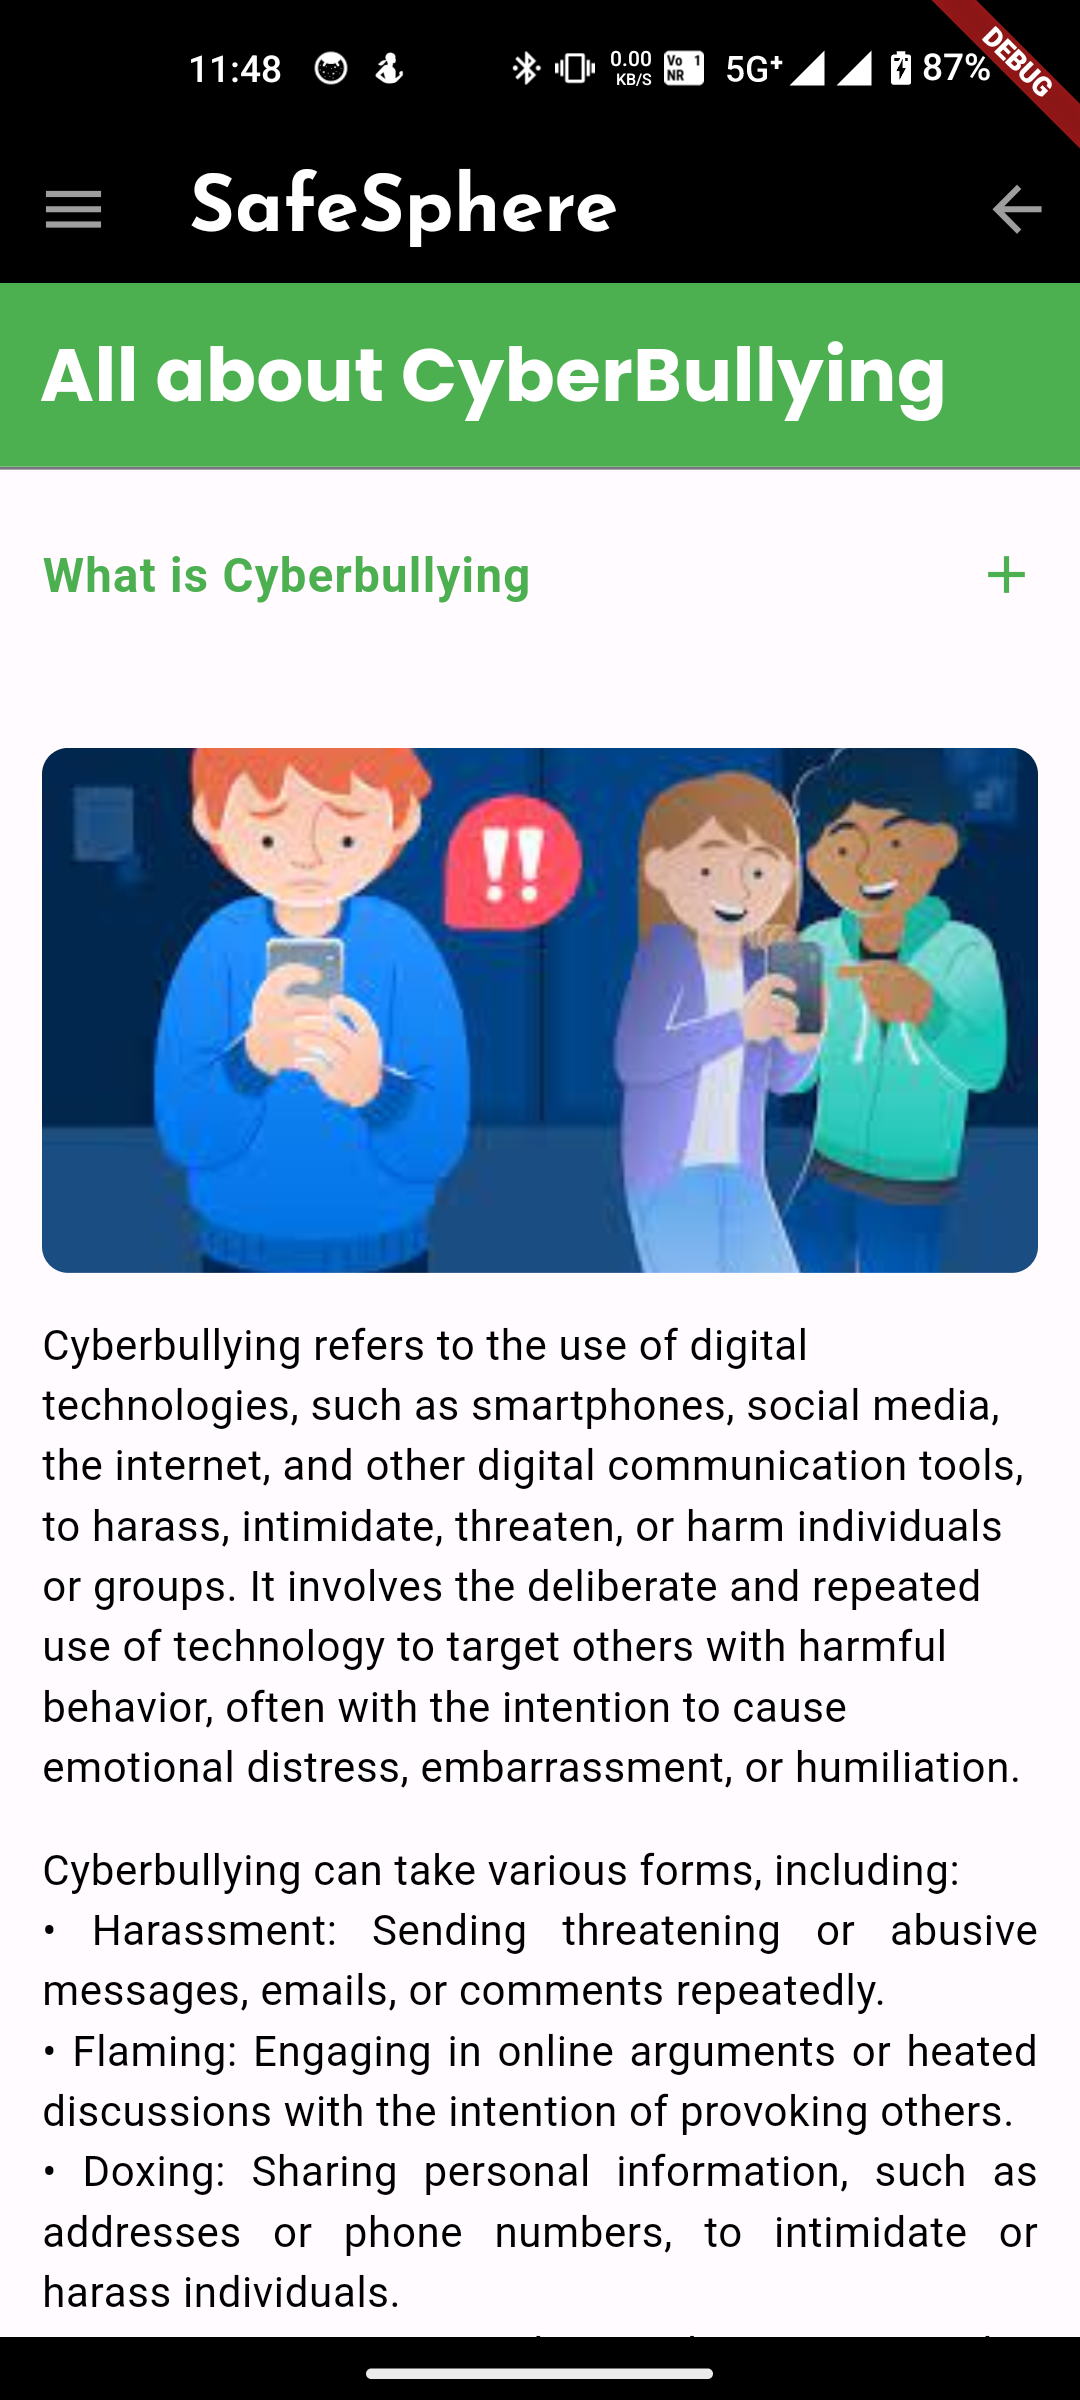 11:48
0.00
KB/S
Vo 1
NR
5G+
87%
DEBUG
SafeSphere
All about CyberBullying
What is Cyberbullying
+
!!
Cyberbullying refers to the use of digital
technologies, such as smartphones, social media,
the internet, and other digital communication tools,
to harass, intimidate, threaten, or harm individuals
or groups. It involves the deliberate and repeated
use of technology to target others with harmful
behavior, often with the intention to cause
emotional distress, embarrassment, or humiliation.
Cyberbullying can take various forms, including:
• Harassment: Sending threatening or abusive
messages, emails, or comments repeatedly.
• Flaming: Engaging in online arguments or heated
discussions with the intention of provoking others.
• Doxing: Sharing personal information, such as
addresses or phone numbers, to intimidate or
harass individuals.